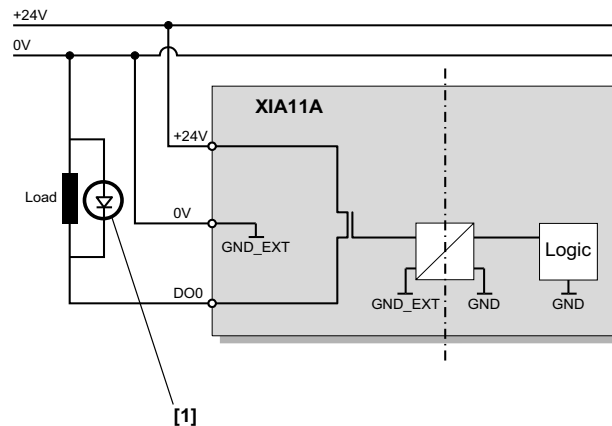 +24V
0V
XIA11A
+24V
Load
0V
GND_EXT
Logic
GND_EXT
GND
GND
DO0
[1]